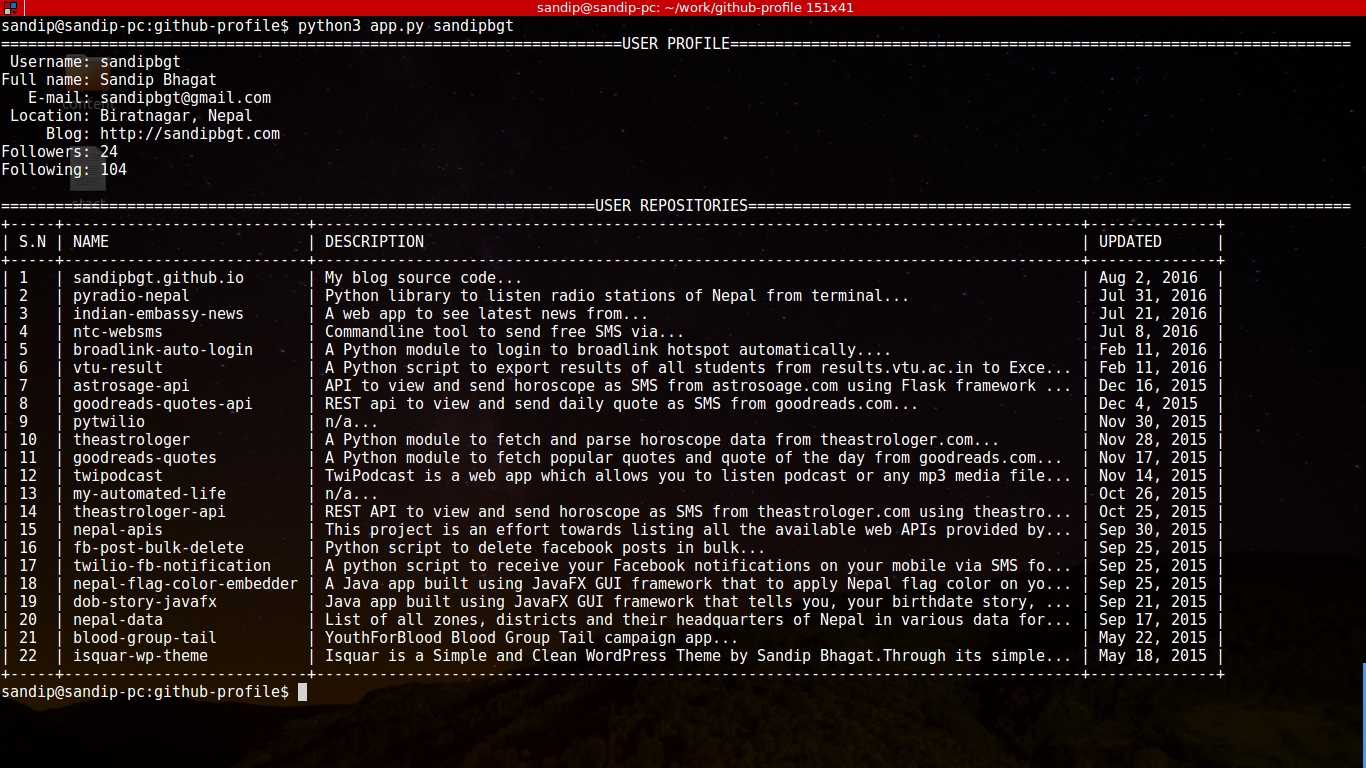 sandip@sandip-pc: ~/work/github-profile 151x41
sandip@sandip-pc:github-profile$ python3 app.py sandipbgt
=====================================================================USER PROFILE=====================================================================
 Username: sandipbgt
Full name: Sandip Bhagat
   E-mail: sandipbgt@gmail.com
 Location: Biratnagar, Nepal
     Blog: http://sandipbgt.com
Followers: 24
Following: 104
==================================================================USER REPOSITORIES===================================================================
| S.N | NAME | DESCRIPTION | UPDATED |
| 1 | sandipbgt.github.io | My blog source code... | Aug 2, 2016 |
| 2 | pyradio-nepal | Python library to listen radio stations of Nepal from terminal... | Jul 31, 2016 |
| 3 | indian-embassy-news | A web app to see latest news from... | Jul 21, 2016 |
| 4 | ntc-websms | Commandline tool to send free SMS via... | Jul 8, 2016 |
| 5 | broadlink-auto-login | A Python module to login to broadlink hotspot automatically.... | Feb 11, 2016 |
| 6 | vtu-result | A Python script to export results of all students from results.vtu.ac.in to Exce... | Feb 11, 2016 |
| 7 | astrosage-api | API to view and send horoscope as SMS from astrosoage.com using Flask framework ... | Dec 16, 2015 |
| 8 | goodreads-quotes-api | REST api to view and send daily quote as SMS from goodreads.com... | Dec 4, 2015 |
| 9 | pytwilio | n/a... | Nov 30, 2015 |
| 10 | theastrologer | A Python module to fetch and parse horoscope data from theastrologer.com... | Nov 28, 2015 |
| 11 | goodreads-quotes | A Python module to fetch popular quotes and quote of the day from goodreads.com... | Nov 17, 2015 |
| 12 | twipodcast | TwiPodcast is a web app which allows you to listen podcast or any mp3 media file... | Nov 14, 2015 |
| 13 | my-automated-life | n/a... | Oct 26, 2015 |
| 14 | theastrologer-api | REST API to view and send horoscope as SMS from theastrologer.com using theastro... | Oct 25, 2015 |
| 15 | nepal-apis | This project is an effort towards listing all the available web APIs provided by... | Sep 30, 2015 |
| 16 | fb-post-bulk-delete | Python script to delete facebook posts in bulk... | Sep 25, 2015 |
| 17 | twilio-fb-notification | A python script to receive your Facebook notifications on your mobile via SMS fo... | Sep 25, 2015 |
| 18 | nepal-flag-color-embedder | A Java app built using JavaFX GUI framework that to apply Nepal flag color on yo... | Sep 25, 2015 |
| 19 | dob-story-javafx | Java app built using JavaFX GUI framework that tells you, your birthdate story, ... | Sep 21, 2015 |
| 20 | nepal-data | List of all zones, districts and their headquarters of Nepal in various data for... | Sep 17, 2015 |
| 21 | blood-group-tail | YouthForBlood Blood Group Tail campaign app... | May 22, 2015 |
| 22 | isquar-wp-theme | Isquar is a Simple and Clean WordPress Theme by Sandip Bhagat.Through its simple... | May 18, 2015 |
sandip@sandip-pc:github-profile$